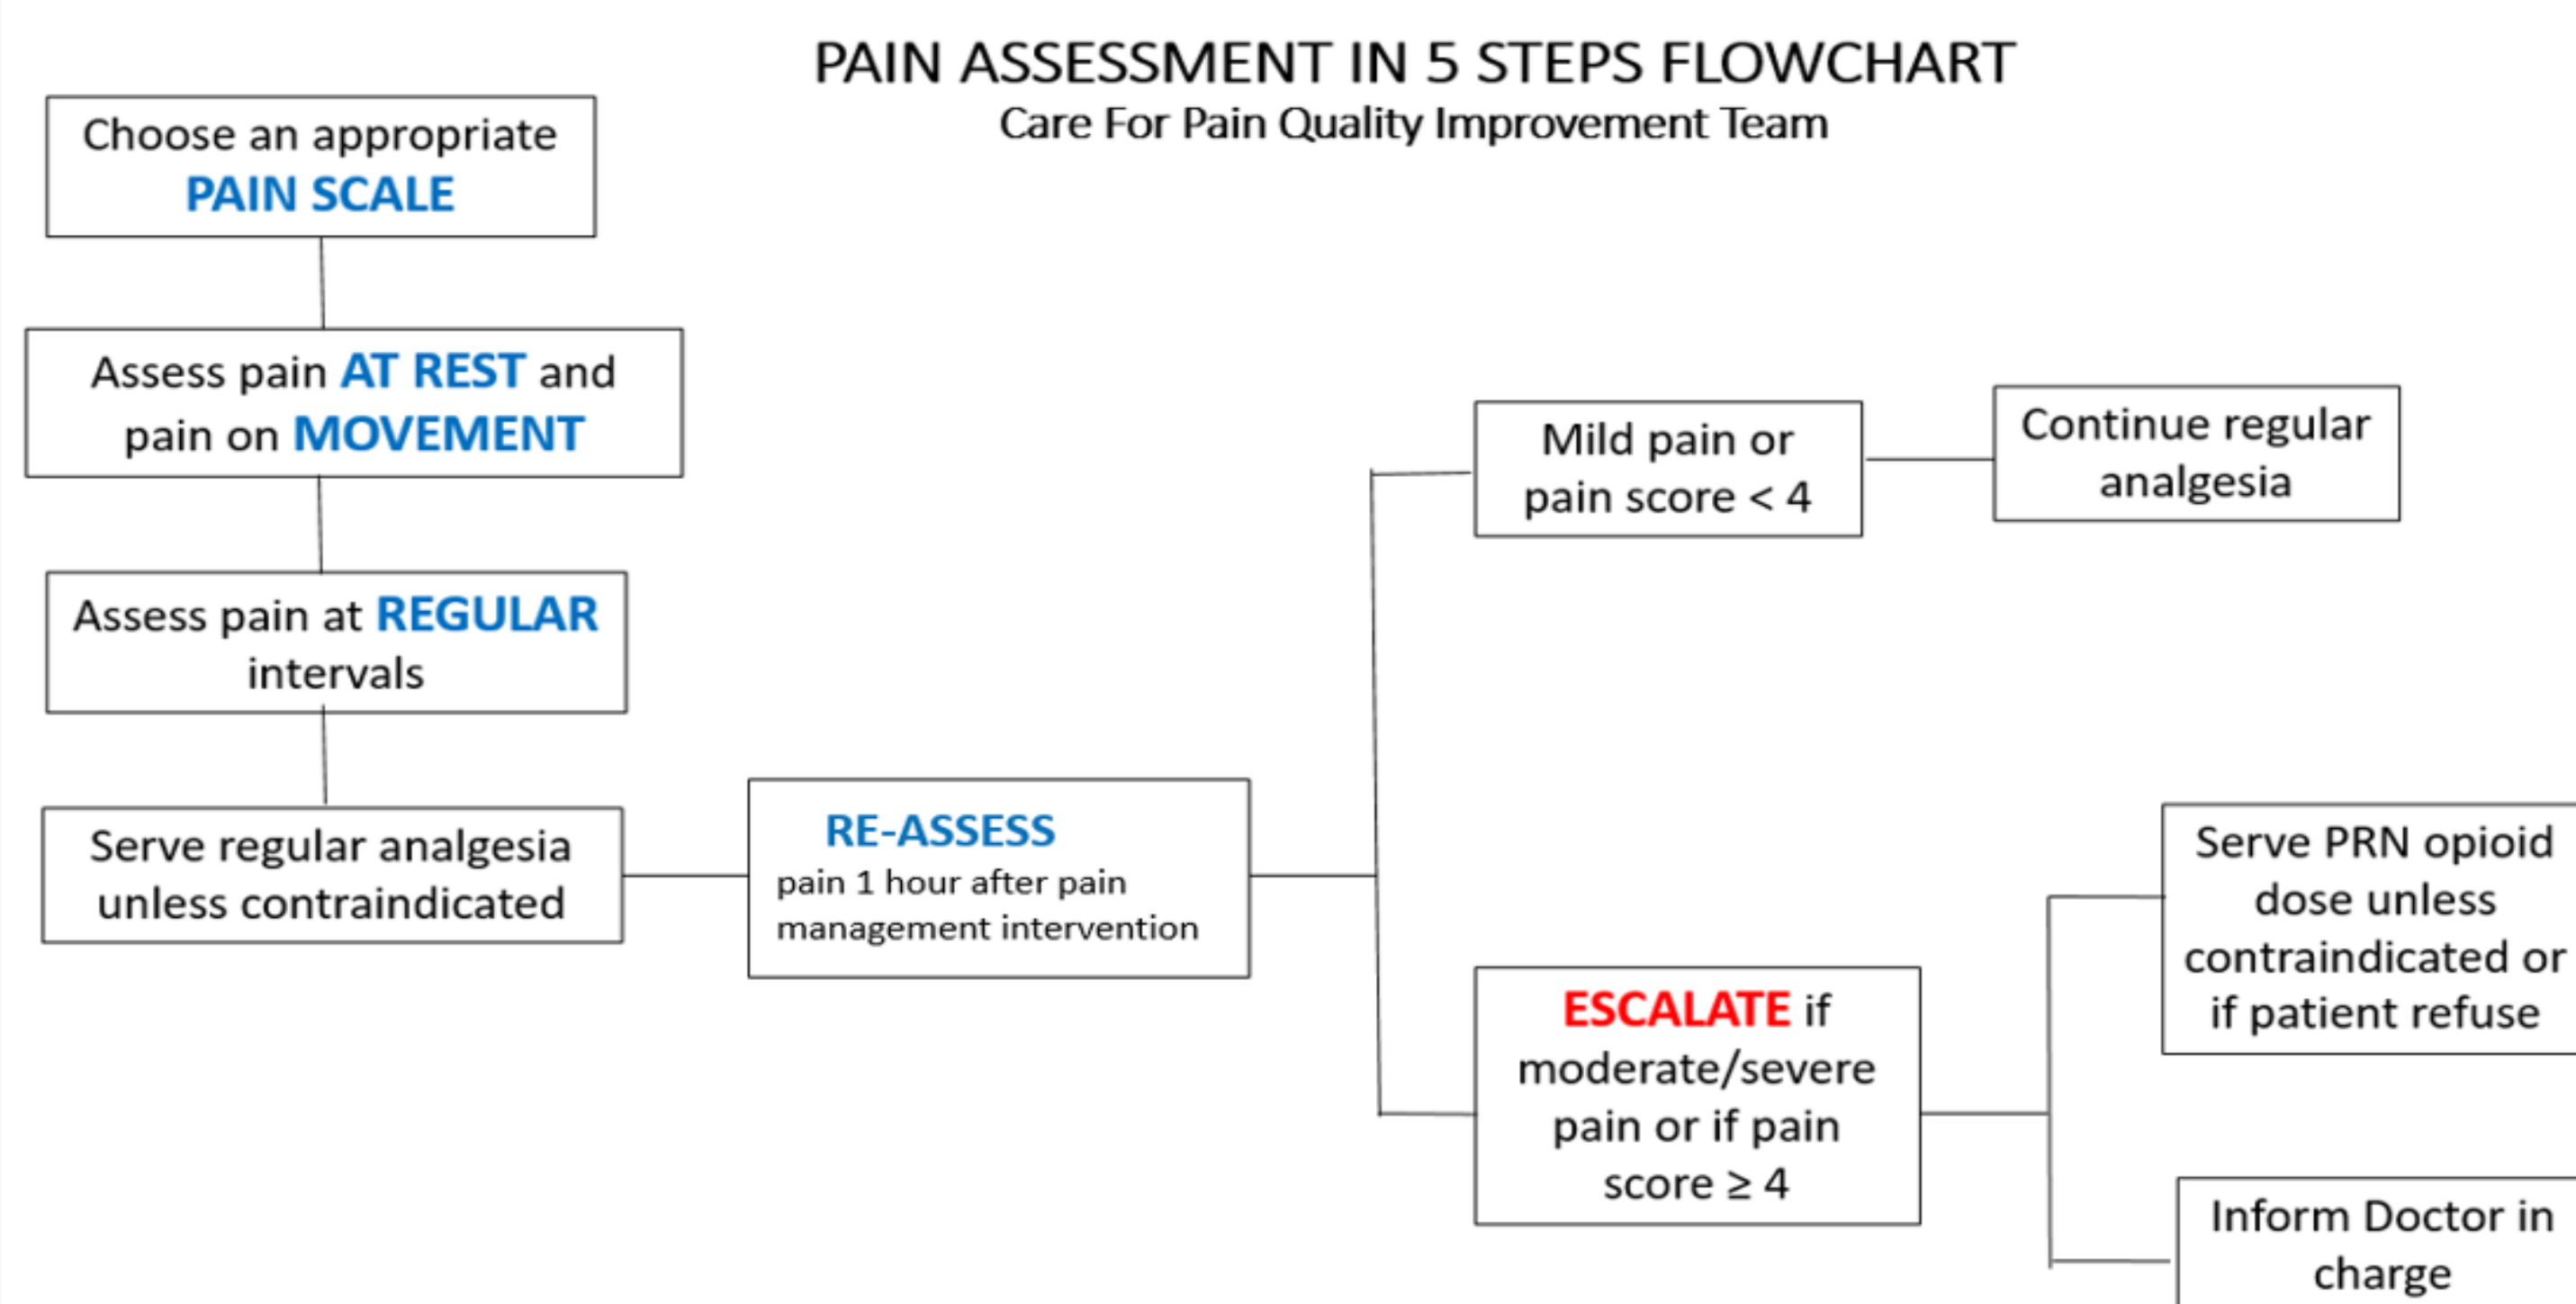 PAIN ASSESSMENT IN 5 STEPS FLOWCHART
Care For Pain Quality Improvement Team
Choose an appropriate
PAIN SCALE
Assess pain AT REST and
pain on MOVEMENT
Assess pain at REGULAR
intervals
Serve regular analgesia
unless contraindicated
RE-ASSESS
pain 1 hour after pain
management intervention
Mild pain or
pain score < 4
Continue regular
analgesia
ESCALATE if
moderate/severe
pain or if pain
score ≥ 4
Serve PRN opioid
dose unless
contraindicated or
if patient refuse
Inform Doctor in
charge